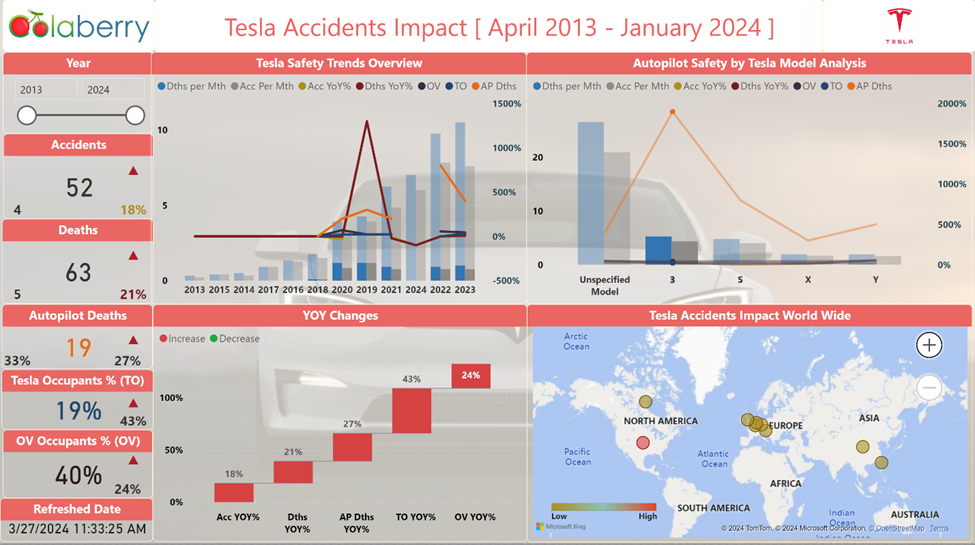 laberry
Tesla Accidents Impact [ April 2013 - January 2024 ]
TESLA
Year
2013
2024
Accidents
52
4
18%
Deaths
63
5
21%
Autopilot Deaths
19
33%
27%
Tesla Occupants % (TO)
19%
43%
OV Occupants % (OV)
40%
24%
Refreshed Date
3/27/2024 11:33:25 AM
Tesla Safety Trends Overview
Dths per Mth Acc Per Mth Acc YoY% Dths YoY% OV TO AP Dths
1500%
10
1000%
5
500%
0%
0
-500%
2013 2015 2014 2017 2016 2018 2020 2019 2021 2024 2022 2023
Autopilot Safety by Tesla Model Analysis
Dths per Mth Acc Per Mth Acc YoY% Dths YoY% OV TO AP Dths
2000%
20
1500%
1000%
10
500%
0
0%
Unspecified
Model
3
S
X
Y
YOY Changes
Increase Decrease
100%
50%
0%
18%
21%
27%
43%
24%
Acc YOY%
Dths
YOY%
AP Dths
YOY%
TO YOY%
OV YOY%
Tesla Accidents Impact World Wide
Arctic
Ocean
NORTH AMERICA
EUROPE
ASIA
Pacific
Ocean
Atlantic
Ocean
AFRICA
SOUTH AMERICA
Indian
Ocean
AUSTRALIA
Low
High
Microsoft Bing
© 2024 TomTom, © 2024 Microsoft Corporation, © OpenStreetMap Terms